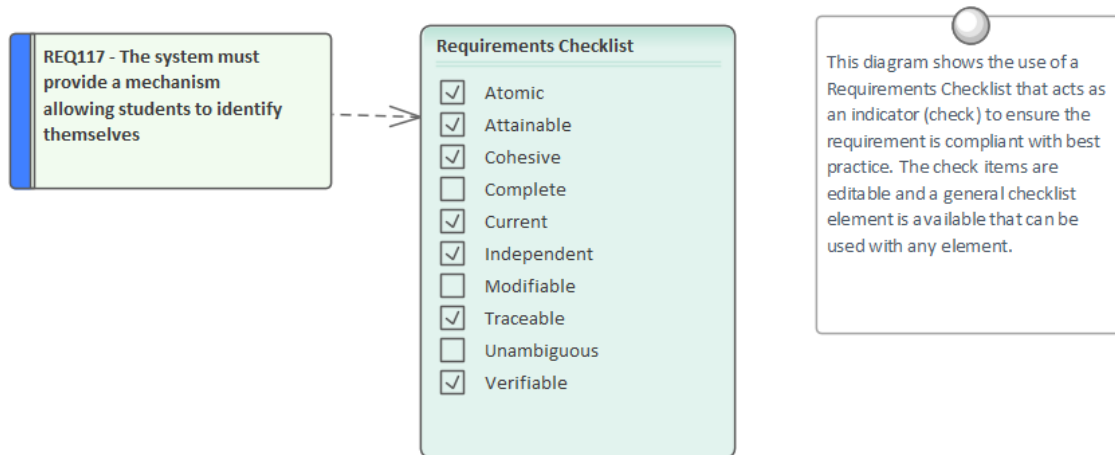 REQ117 - The system must
provide a mechanism
allowing students to identify
themselves
Requirements Checklist
Atomic
Attainable
Cohesive
Complete
Current
Independent
Modifiable
Traceable
Unambiguous
Verifiable
This diagram shows the use of a
Requirements Checklist that acts as
an indicator (check) to ensure the
requirement is compliant with best
practice. The check items are
editable and a general checklist
element is available that can be
used with any element.